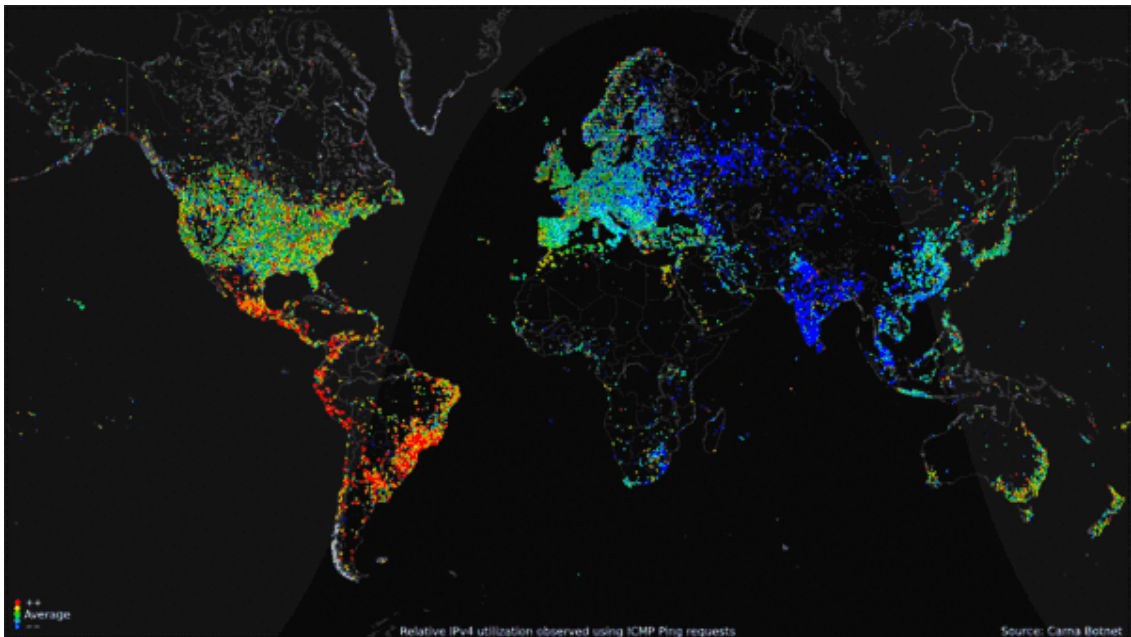 ++
Average
--
Relative IPv4 utilization observed using ICMP Ping requests
Source: Carna Botnet